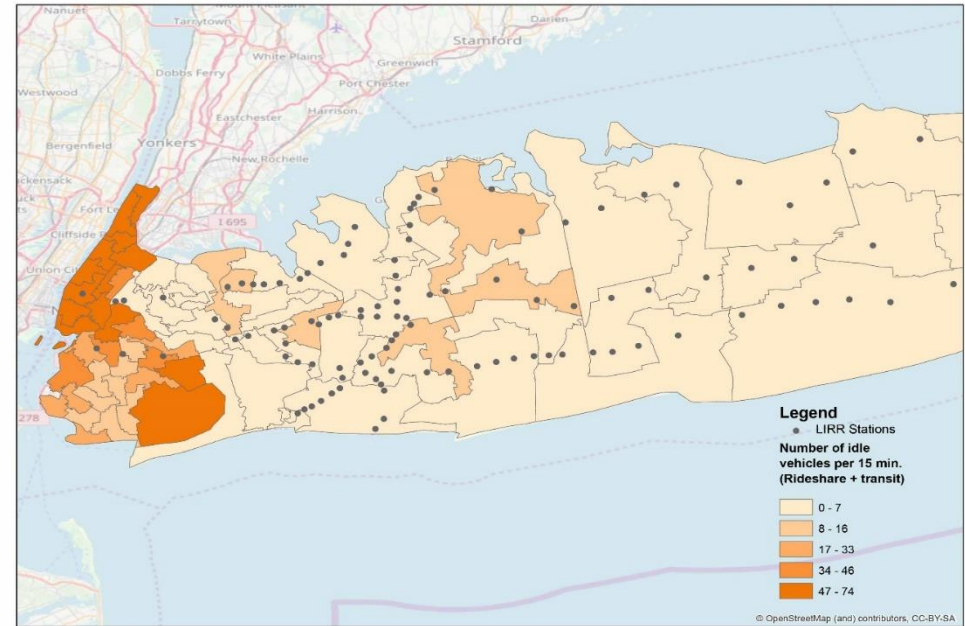 Nanuet
Tarrytown
Darien
White Plains
Stamford
Greenwich
Dobbs Ferry
Port Chester
Westwood
Eastchester
Harrison
Bergenfield
Yonkers
New Rochelle
ckensack
Fort Le
Cliffside P
I 695
Union Cit
N
278
Legend
LIRR Stations
Number of idle
vehicles per 15 min.
(Rideshare + transit)
0 - 7
8 - 16
17 - 33
34 - 46
47 - 74
© OpenStreetMap (and) contributors, CC-BY-SA